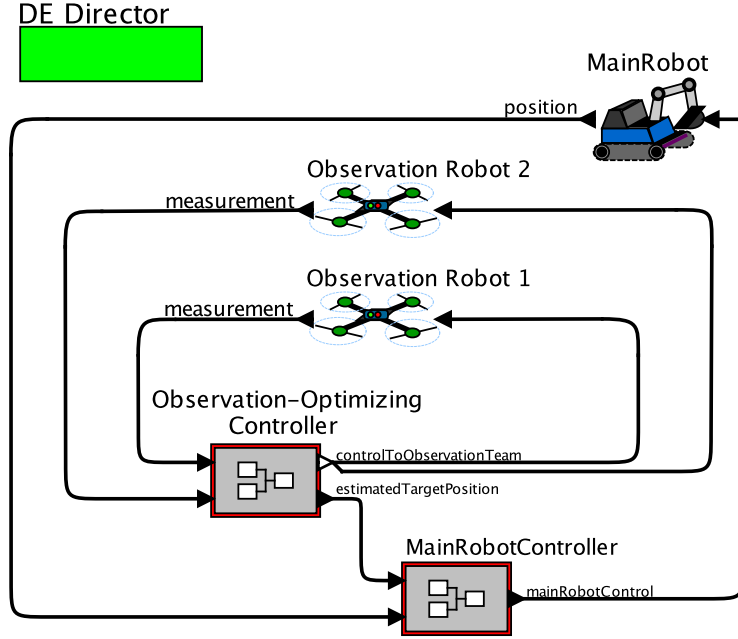 DE Director
MainRobot
position
Observation Robot 2
measurement
Observation Robot 1
measurement
Observation-Optimizing
Controller
controlToObservationTeam
estimatedTargetPosition
MainRobotController
mainRobotControl